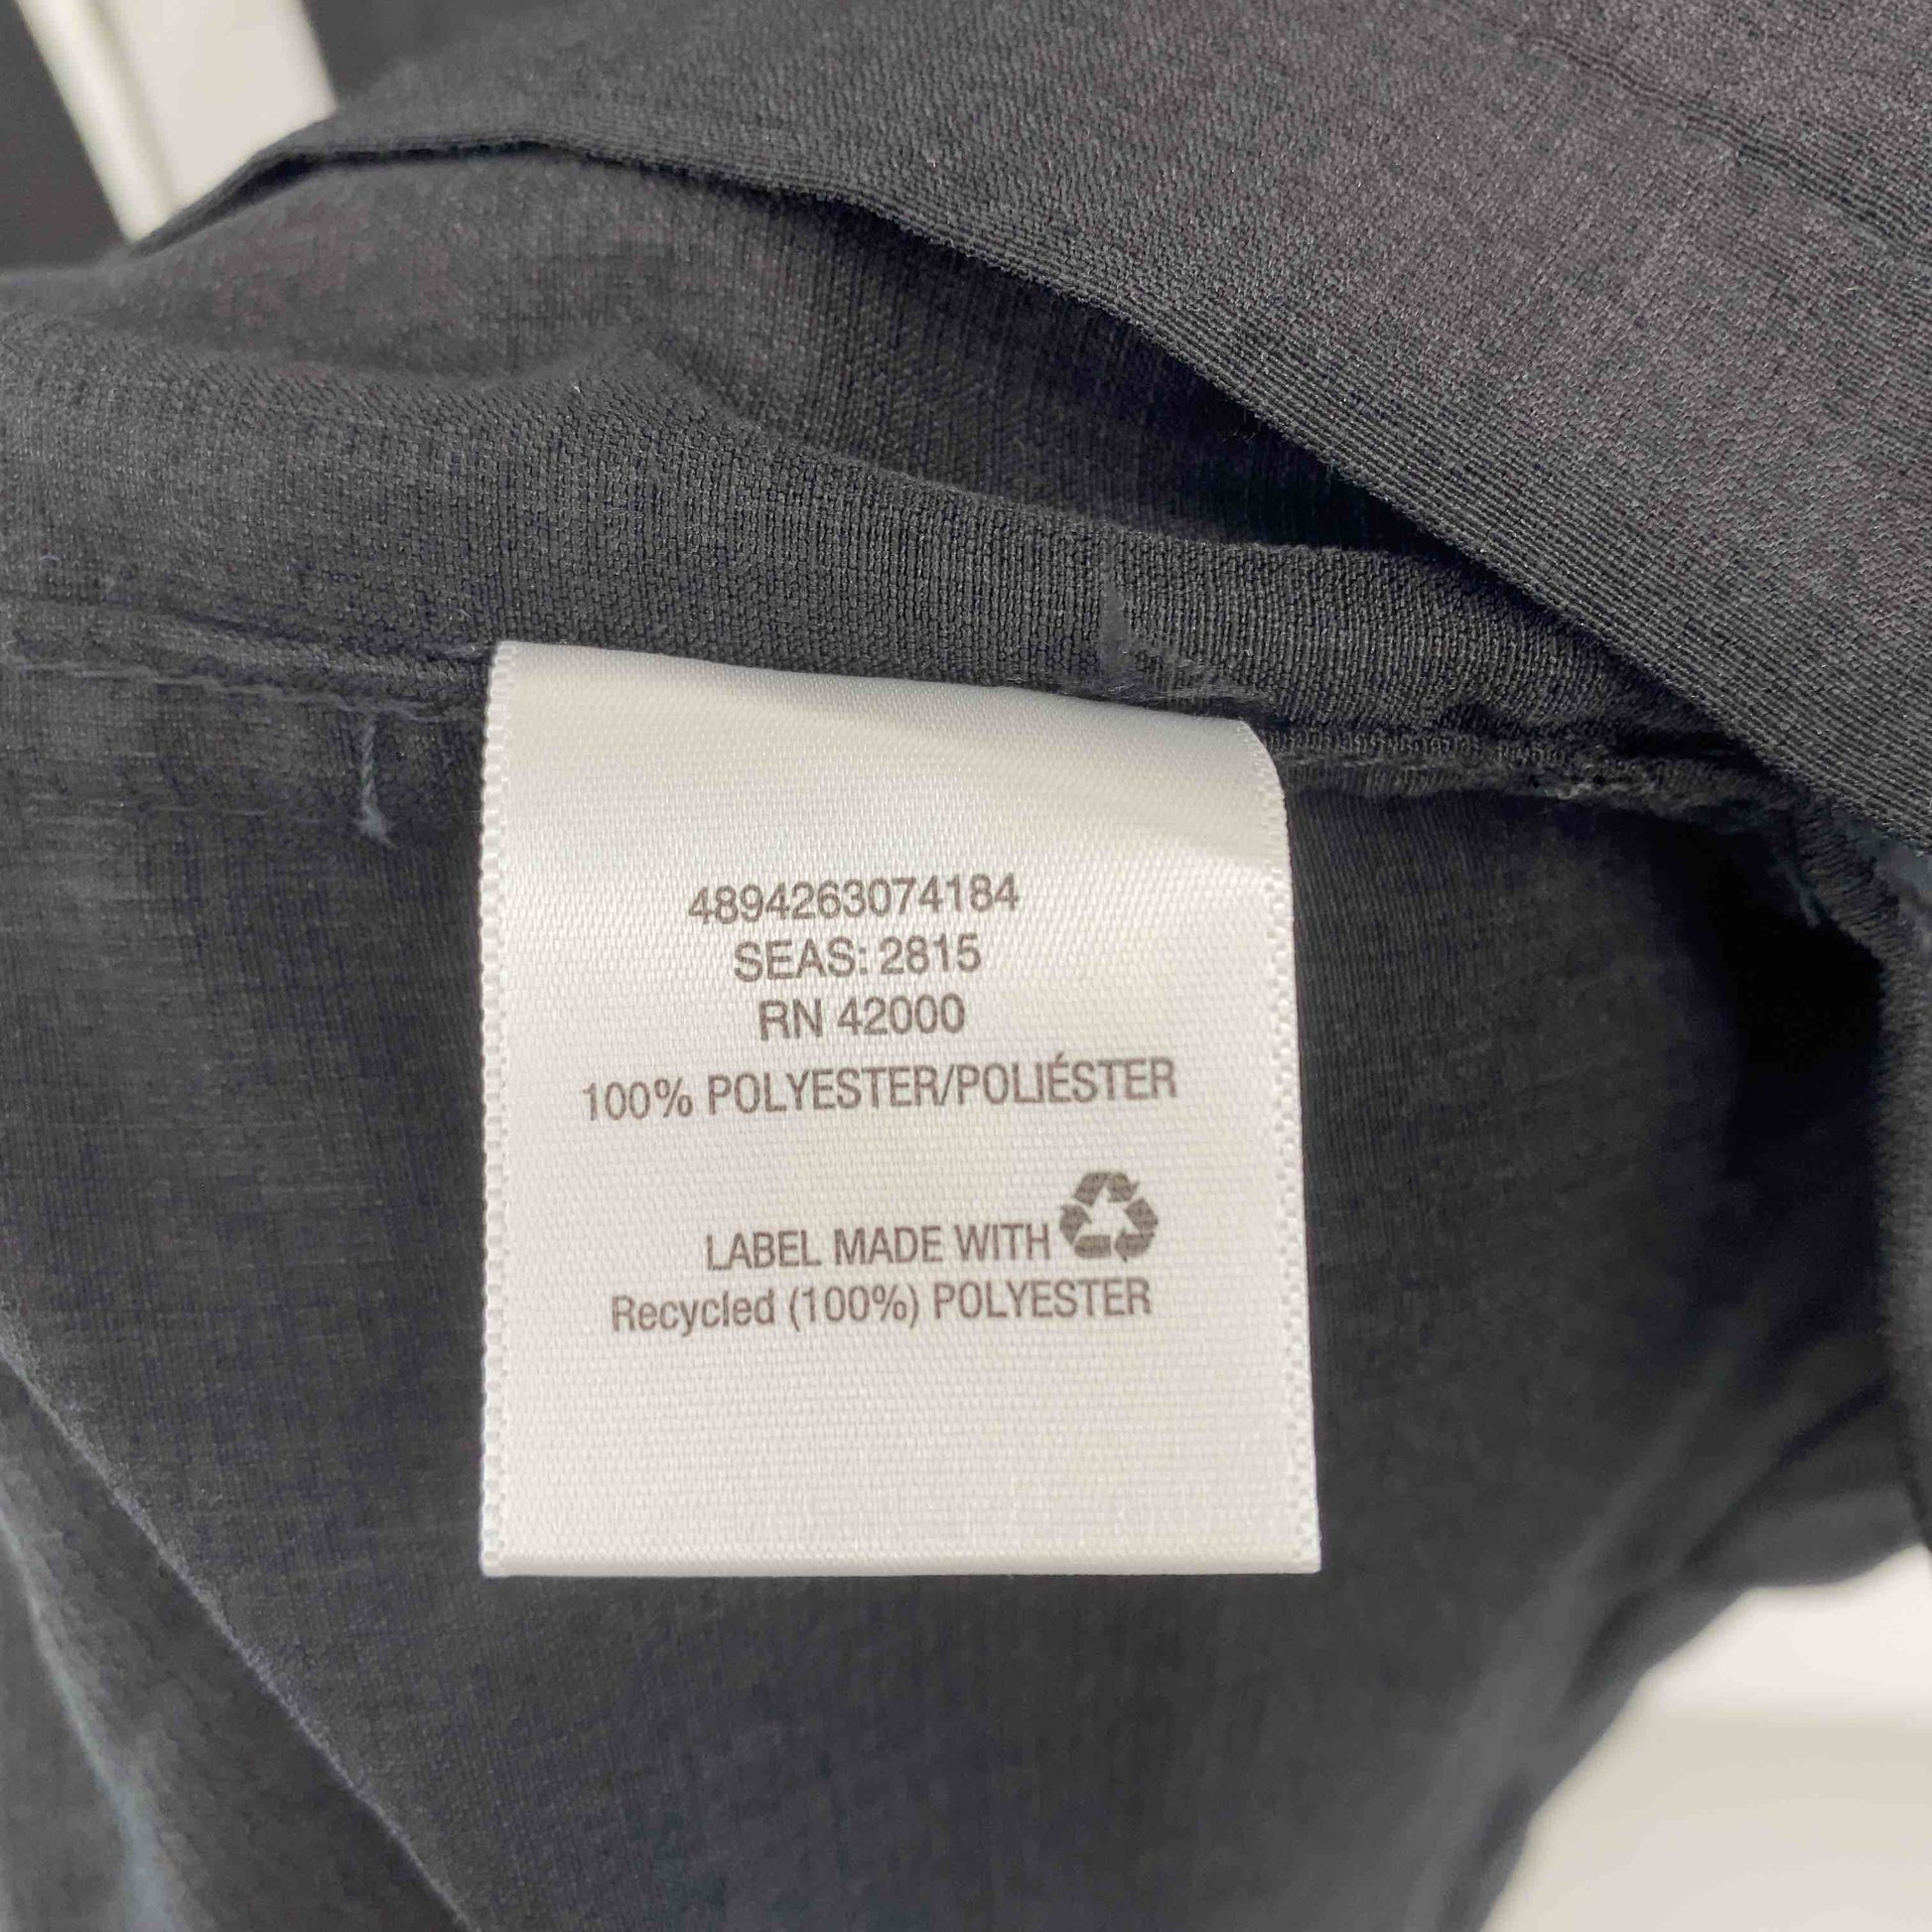 4894263074184
SEAS: 2815
RN 42000
100% POLYESTER/POLIÉSTER
LABEL MADE WITH
Recycled (100%) POLYESTER